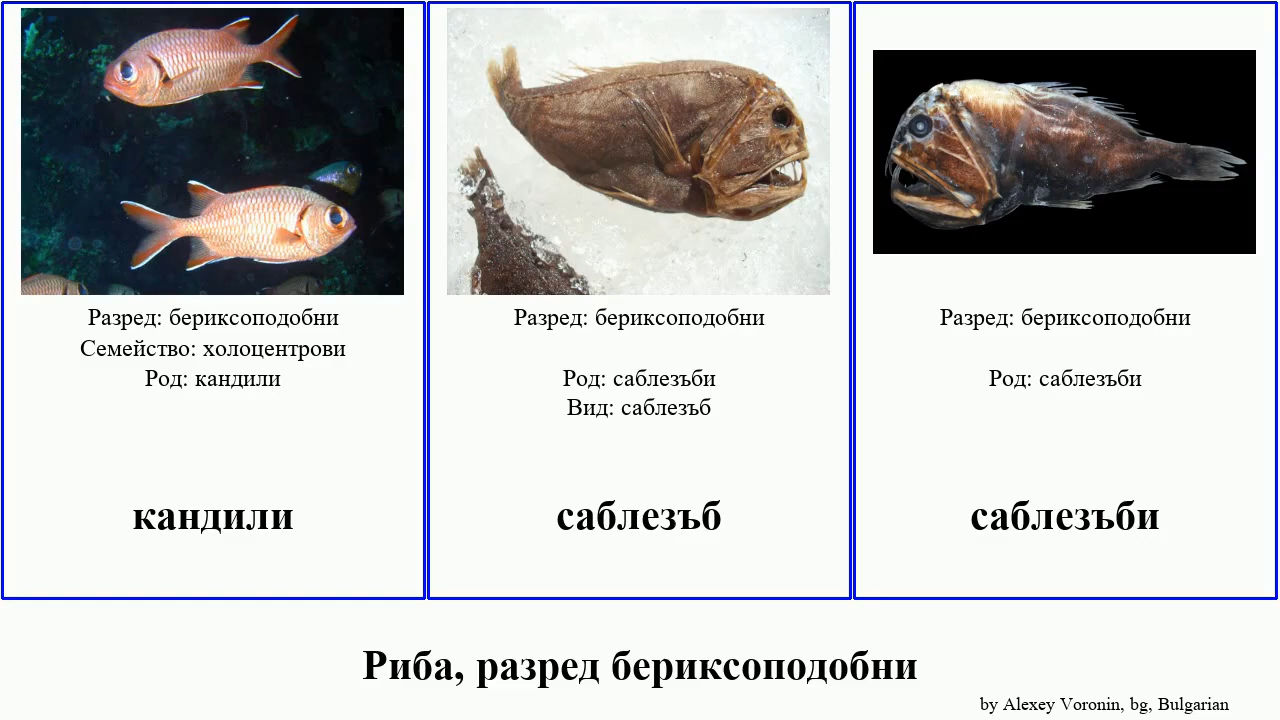 Разред: бериксоподобни
Семейство: холоцентрови
Род: кандили
кандили
Разред: бериксоподобни
Род: саблезъби
Вид: саблезъб
саблезъб
Разред: бериксоподобни
Род: саблезъби
саблезъби
Риба, разред бериксоподобни
by Alexey Voronin, bg, Bulgarian